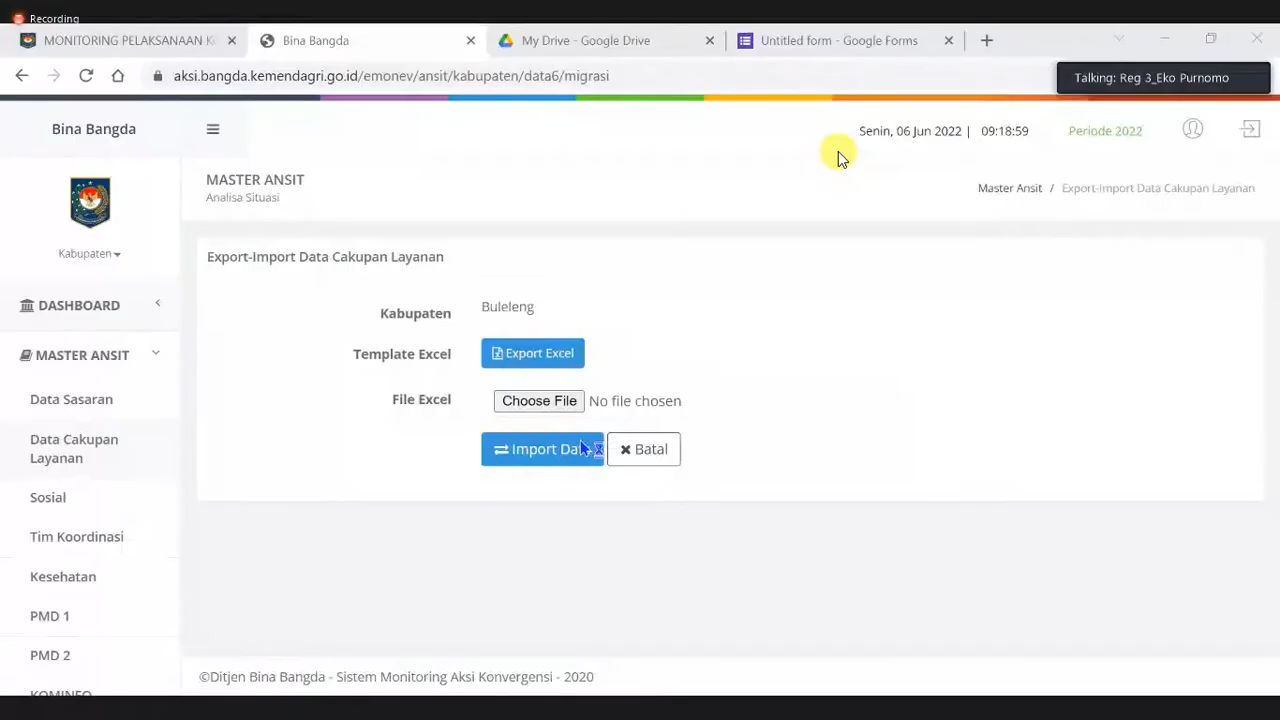 Recording
MONITORING PELAKSANAAN K
Bina Bangda
My Drive - Google Drive
Untitled form - Google Forms
aksi.bangda.kemendagri.go.id/emonev/ansit/kabupaten/data6/migrasi
Talking: Reg 3_Eko Purnomo
Bina Bangda
Senin, 06 Jun 2022 | 09:18:59
Periode 2022
MASTER ANSIT
Analisa Situasi
Master Ansit / Export-Import Data Cakupan Layanan
Kabupaten
DASHBOARD
MASTER ANSIT
Data Sasaran
Data Cakupan
Layanan
Sosial
Tim Koordinasi
Kesehatan
PMD 1
PMD 2
KOMINFO
Export-Import Data Cakupan Layanan
Kabupaten
Buleleng
Template Excel
Export Excel
File Excel
Choose File No file chosen
Import Data
Batal
©Ditjen Bina Bangda - Sistem Monitoring Aksi Konvergensi - 2020